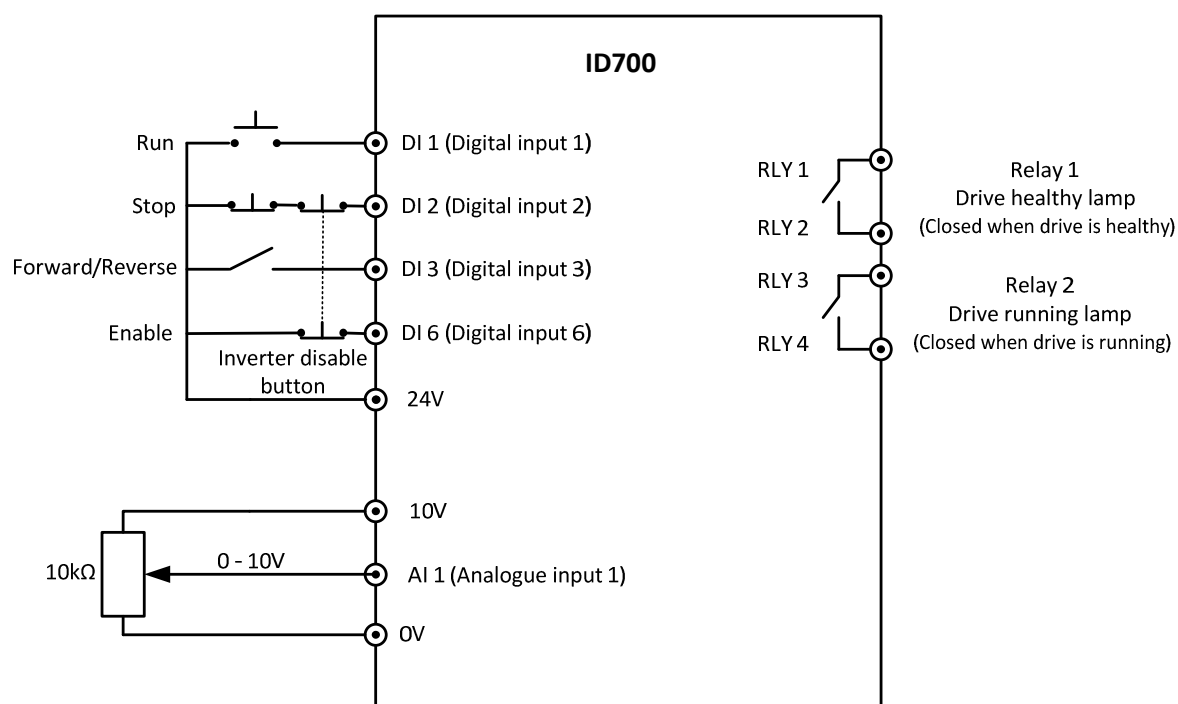 ID700
Run
DI 1 (Digital input 1)
Stop
DI 2 (Digital input 2)
Forward/Reverse
DI 3 (Digital input 3)
Enable
DI 6 (Digital input 6)
Inverter disable
button
24V
10V
10kΩ
0 - 10V
AI 1 (Analogue input 1)
0V
RLY 1
RLY 2
Relay 1
Drive healthy lamp
(Closed when drive is healthy)
RLY 3
RLY 4
Relay 2
Drive running lamp
(Closed when drive is running)